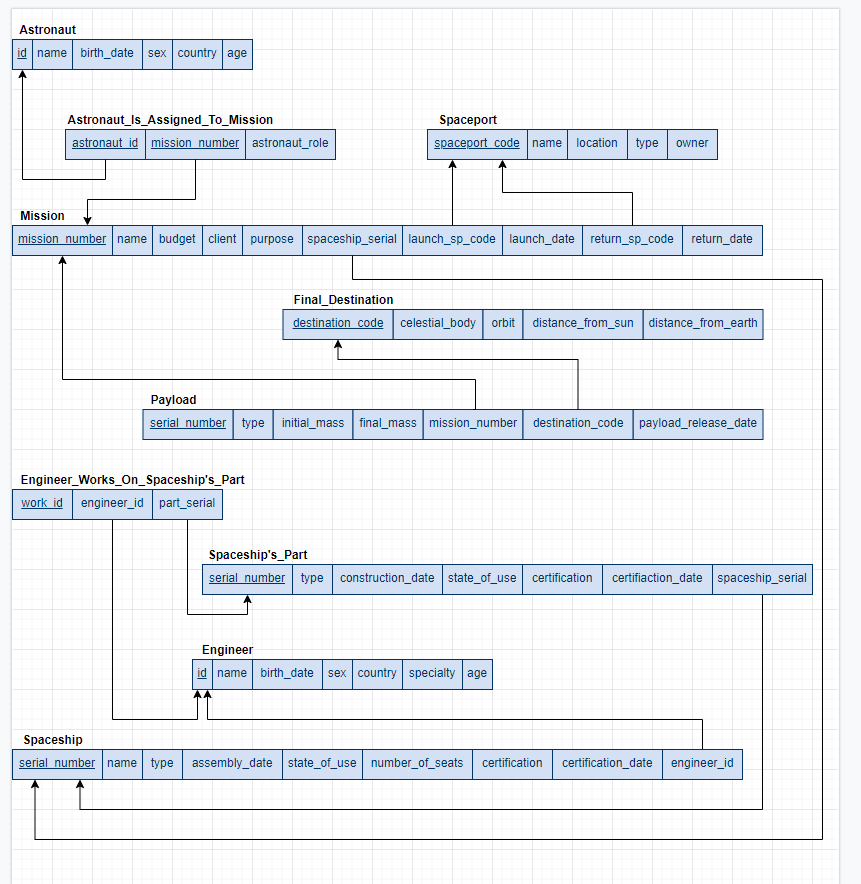 Astronaut
id name birth_date sex country age
Astronaut_Is_Assigned_To_Mission
Spaceport
astronaut_id mission_number astronaut_role
spaceport_code name location type owner
Mission
mission_number name budget client purpose spaceship_serial launch_sp_code launch_date return_sp_code return_date
Final_Destination
destination_code celestial_body orbit distance_from_sun distance_from_earth
Payload
serial_number type initial_mass final_mass mission_number destination_code payload_release_date
Engineer_Works_On_Spaceship's_Part
work_id engineer_id part_serial
Spaceship's_Part
serial_number type construction_date state_of_use certification certifiaction_date spaceship_serial
Engineer
id name birth_date sex country specialty age
Spaceship
serial_number name type assembly_date state_of_use number_of_seats certification certification_date engineer_id